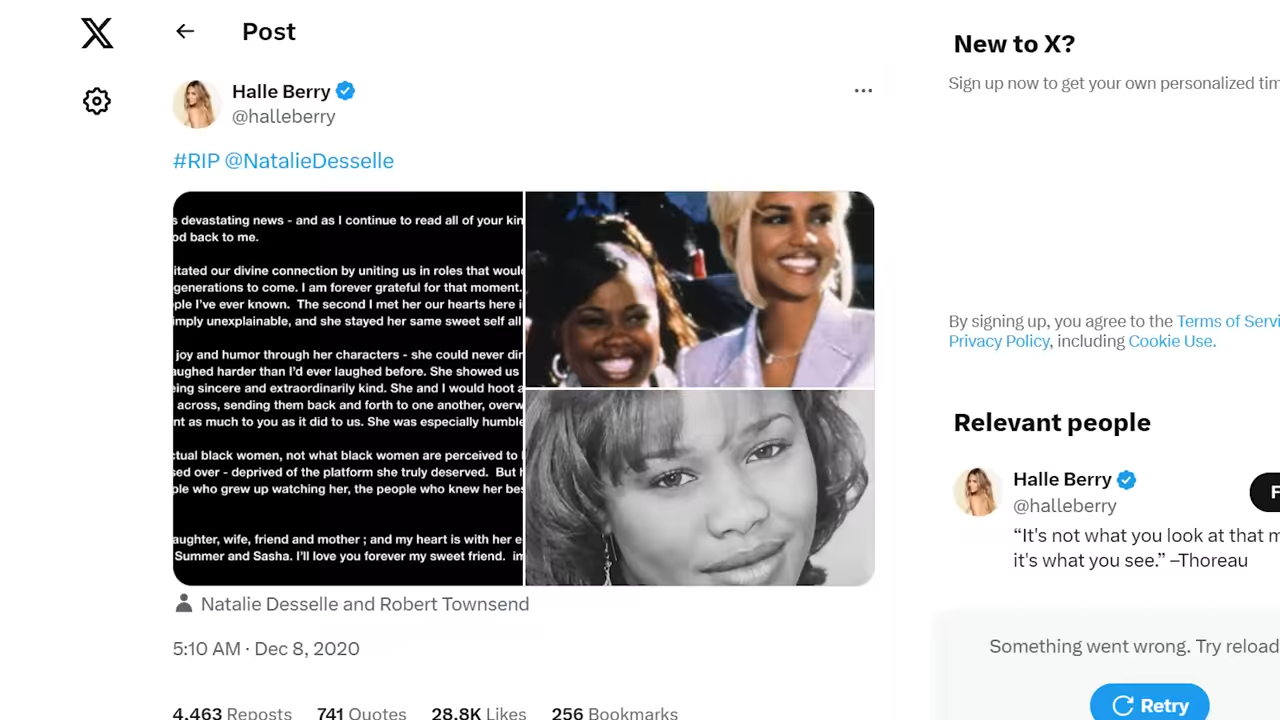 Post
Halle Berry
@halleberry
#RIP @NatalieDesselle
s devastating news - and as I continue to read all of your kin
od back to me.
itated our divine connection by uniting us in roles that would
generations to come. I am forever grateful for that moment.
ple I've ever known. The second I met her our hearts here i
imply unexplainable, and she stayed her same sweet self all
joy and humor through her characters - she could never dir
aughed harder than I'd ever laughed before. She showed us
eing sincere and extraordinarily kind. She and I would hoot a
across, sending them back and forth to one another, overw
nt as much to you as it did to us. She was especially humble
ctual black women, not what black women are perceived to
sed over - deprived of the platform she truly deserved. But h
ple who grew up watching her, the people who knew her bes
aughter, wife, friend and mother ; and my heart is with her e
Summer and Sasha. I'll love you forever my sweet friend. im
Natalie Desselle and Robert Townsend
5:10 AM · Dec 8, 2020
4,463 Reposts 741 Quotes 28.8K Likes 256 Bookmarks
New to X?
Sign up now to get your own personalized tim
By signing up, you agree to the Terms of Servi
Privacy Policy, including Cookie Use.
Relevant people
Halle Berry
@halleberry
F
“It's not what you look at that m
it's what you see.” –Thoreau
Something went wrong. Try reload
Retry